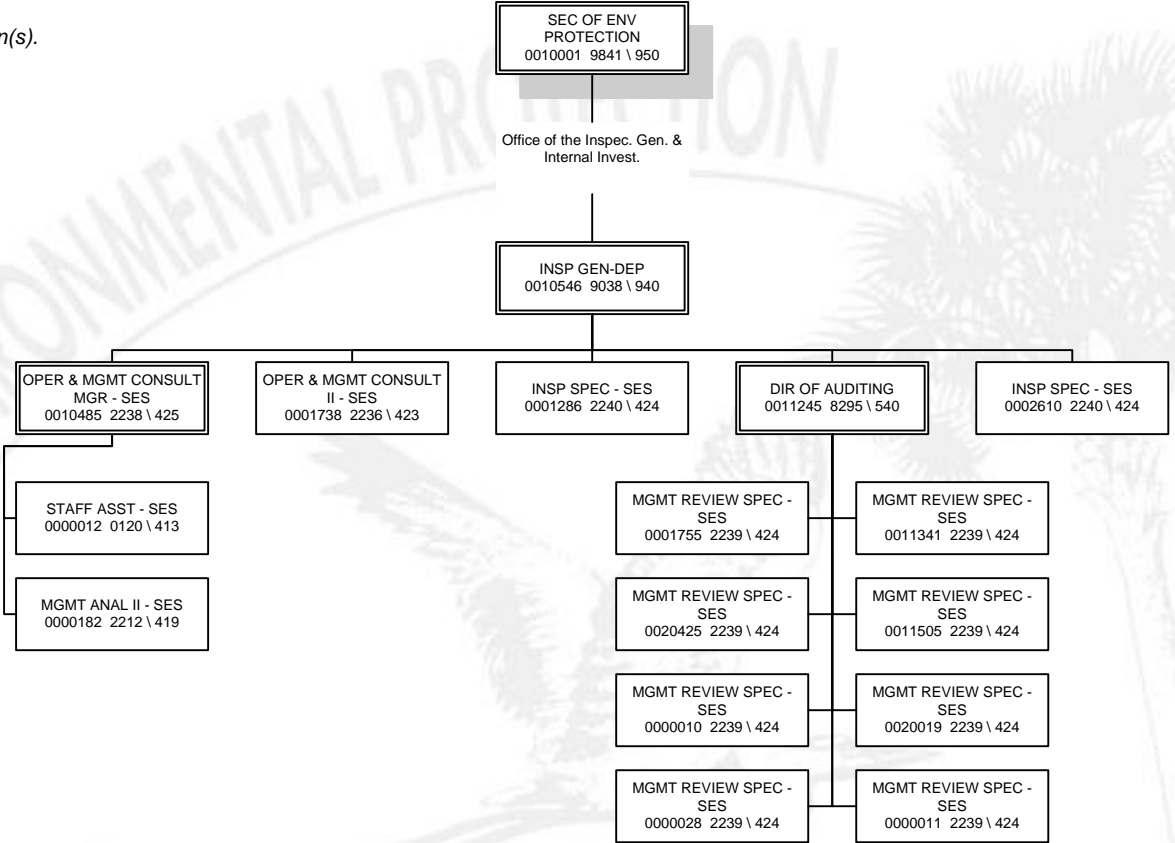 n(s).
SEC OF ENV
PROTECTION
0010001 9841 \ 950
Office of the Inspec. Gen. &
Internal Invest.
INSP GEN-DEP
0010546 9038 \ 940
OPER & MGMT CONSULT
MGR - SES
0010485 2238 \ 425
OPER & MGMT CONSULT
II - SES
0001738 2236 \ 423
INSP SPEC - SES
0001286 2240 \ 424
DIR OF AUDITING
0011245 8295 \ 540
INSP SPEC - SES
0002610 2240 \ 424
STAFF ASST - SES
0000012 0120 \ 413
MGMT ANAL II - SES
0000182 2212 \ 419
MGMT REVIEW SPEC -
SES
0001755 2239 \ 424
MGMT REVIEW SPEC -
SES
0011341 2239 \ 424
MGMT REVIEW SPEC -
SES
0020425 2239 \ 424
MGMT REVIEW SPEC -
SES
0011505 2239 \ 424
MGMT REVIEW SPEC -
SES
0000010 2239 \ 424
MGMT REVIEW SPEC -
SES
0020019 2239 \ 424
MGMT REVIEW SPEC -
SES
0000028 2239 \ 424
MGMT REVIEW SPEC -
SES
0000011 2239 \ 424
ONMENTAL PROTECTION